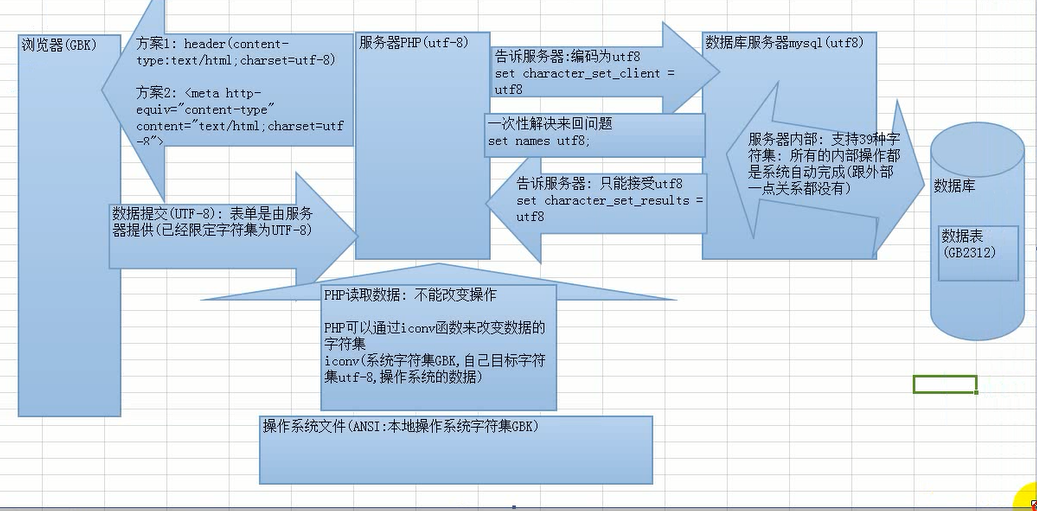 浏览器(GBK)
方案1: header(content-
type:text/html;charset=utf-8)
方案2: <meta http-
equiv="content-type"
content="text/html;charset=utf
-8">
服务器PHP(utf-8)
告诉服务器:编码为utf8
set character_set_client =
utf8
数据库服务器mysql(utf8)
一次性解决来回问题
set names utf8;
服务器内部: 支持39种字
符集: 所有的内部操作都
是系统自动完成(跟外部
一点关系都没有)
告诉服务器: 只能接受utf8
set character_set_results =
utf8
数据库
数据表
(GB2312)
数据提交(UTF-8): 表单是由服务
器提供(已经限定字符集为UTF-8)
PHP读取数据: 不能改变操作
PHP可以通过iconv函数来改变数据的
字符集
iconv(系统字符集GBK,自己目标字符
集utf-8,操作系统的数据)
操作系统文件(ANSI:本地操作系统字符集GBK)